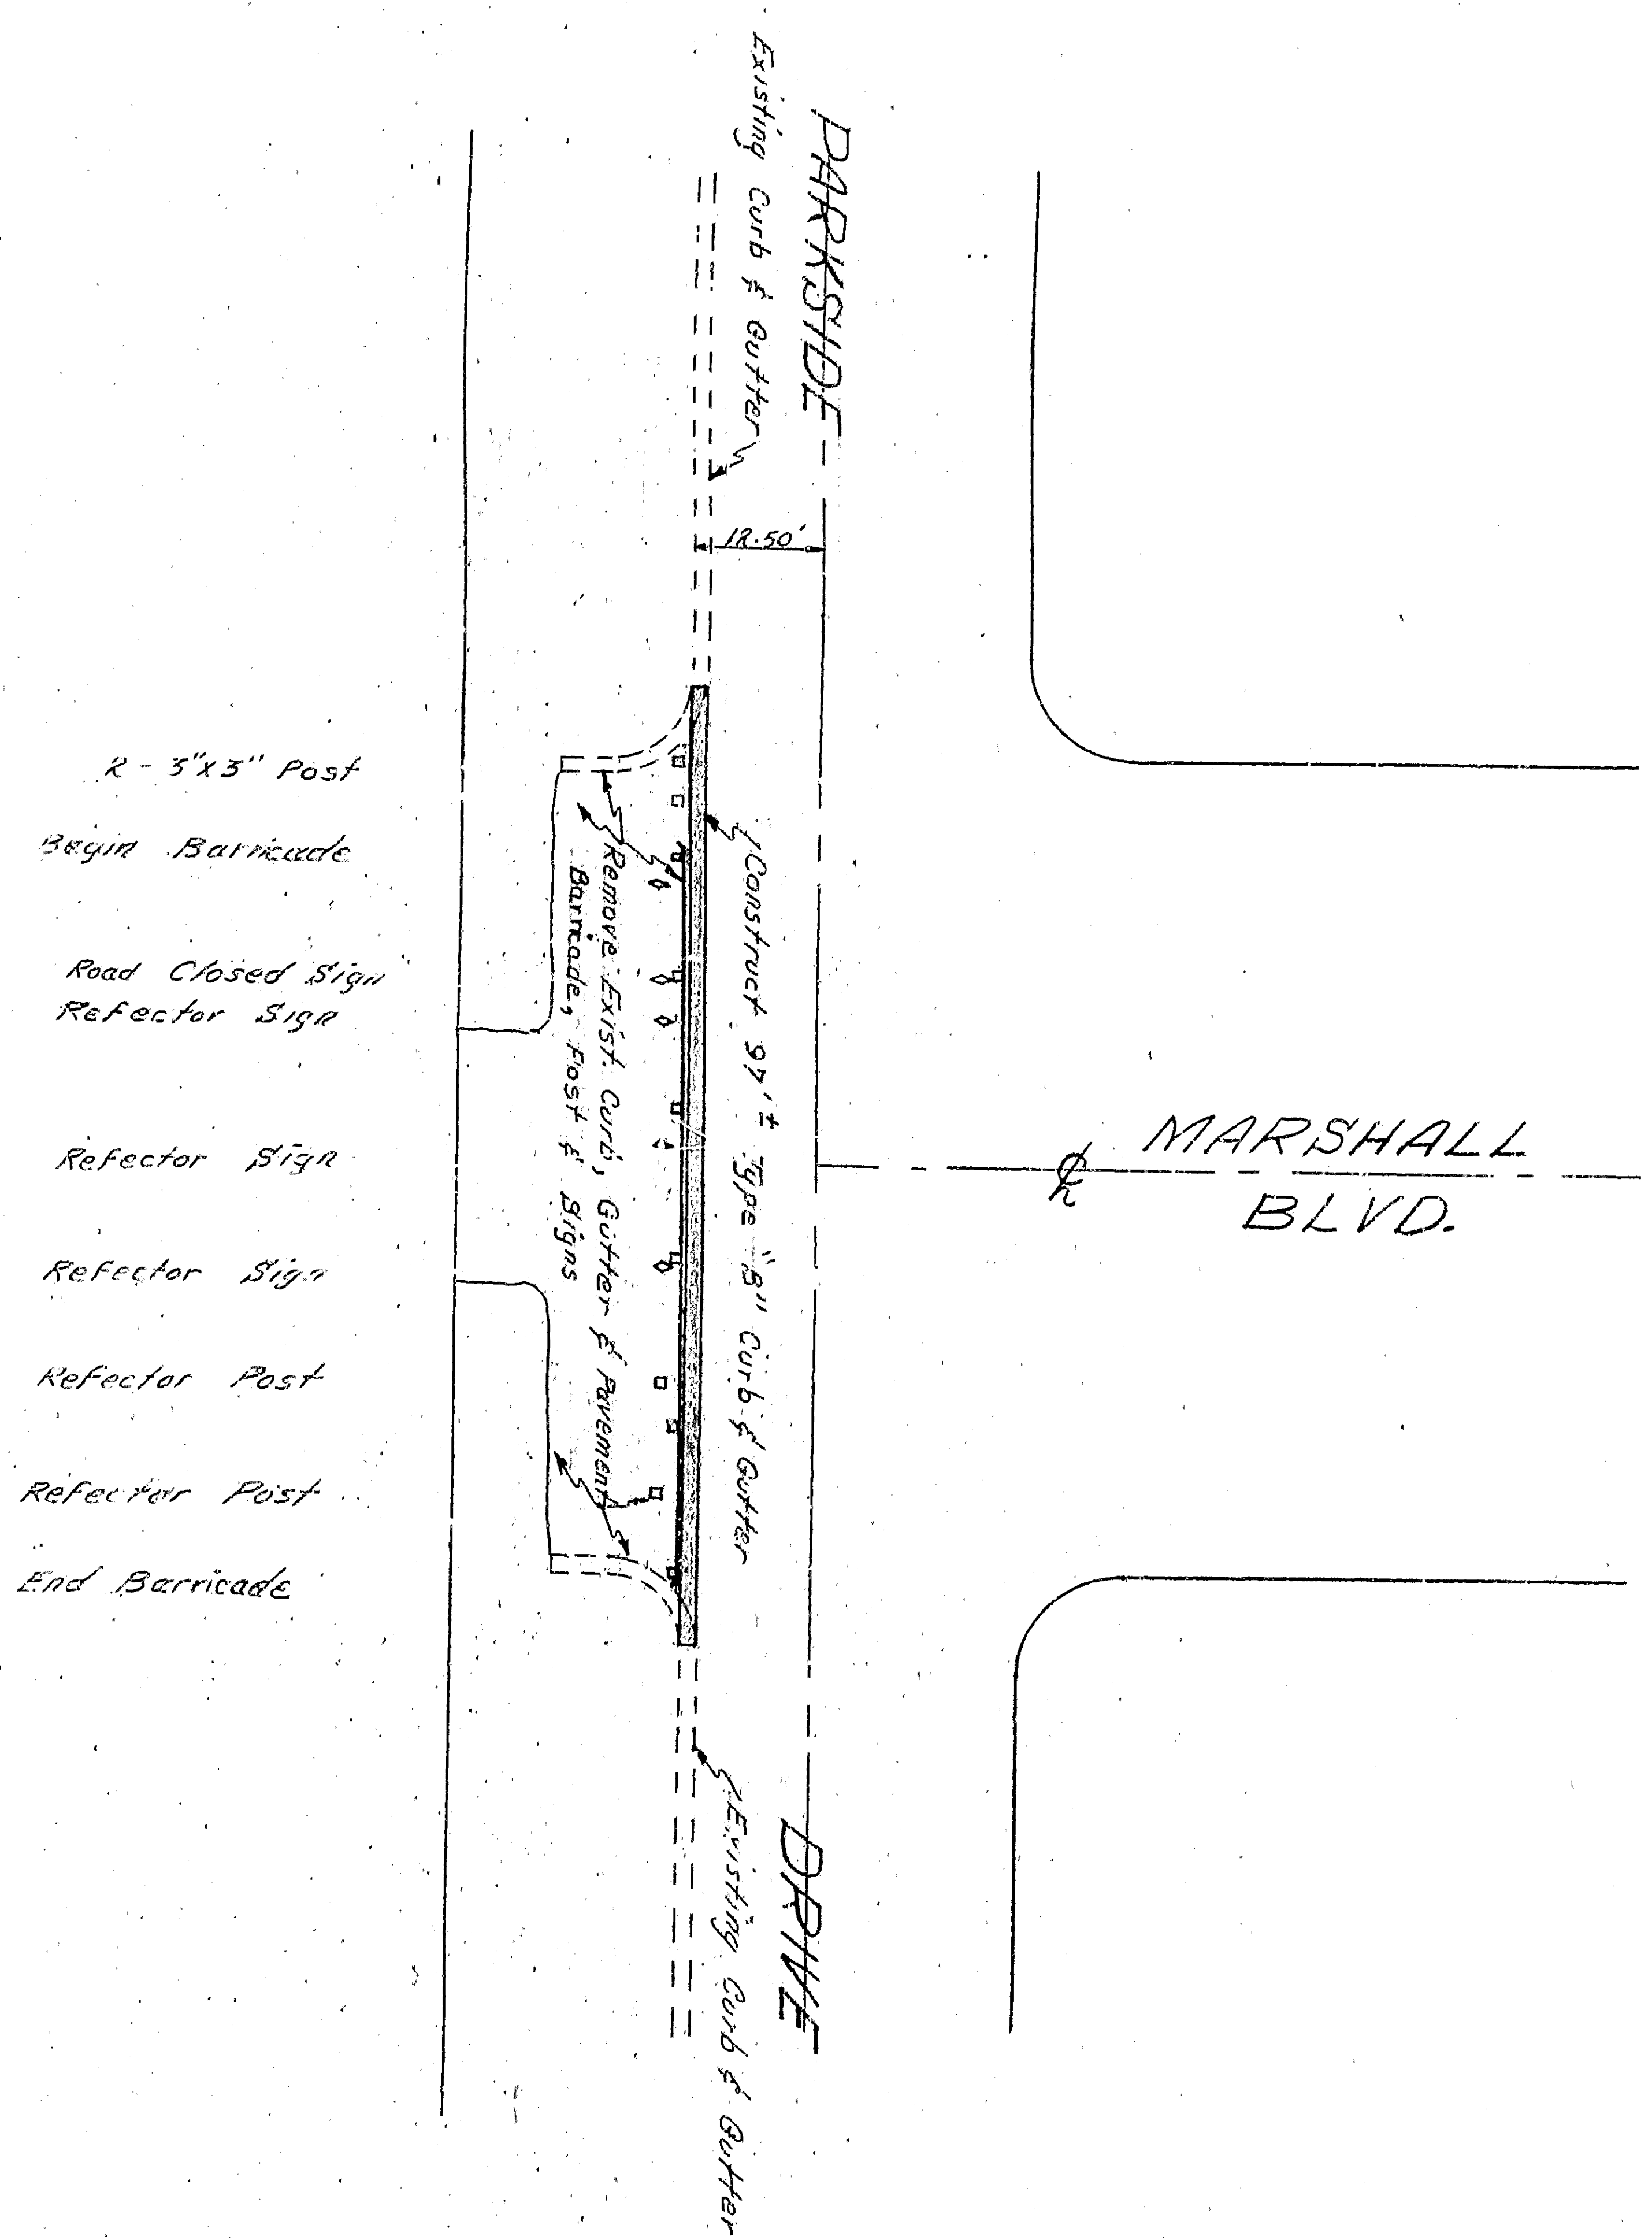 Existing Curb & Gutter
PARKSIDE
12.50'
2 - 3"x3" Post
Begin Barricade
Road Closed Sign
Refector Sign
Refector Sign
Refector Sign
Refector Post
Refector Post
End Barricade
Remove Exist. Curb, Gutter & Pavement
Barricade, Post & Signs
Construct 97'± Type "B" Curb & Gutter
℄
MARSHALL
BLVD.
DRIVE
Existing Curb & Gutter